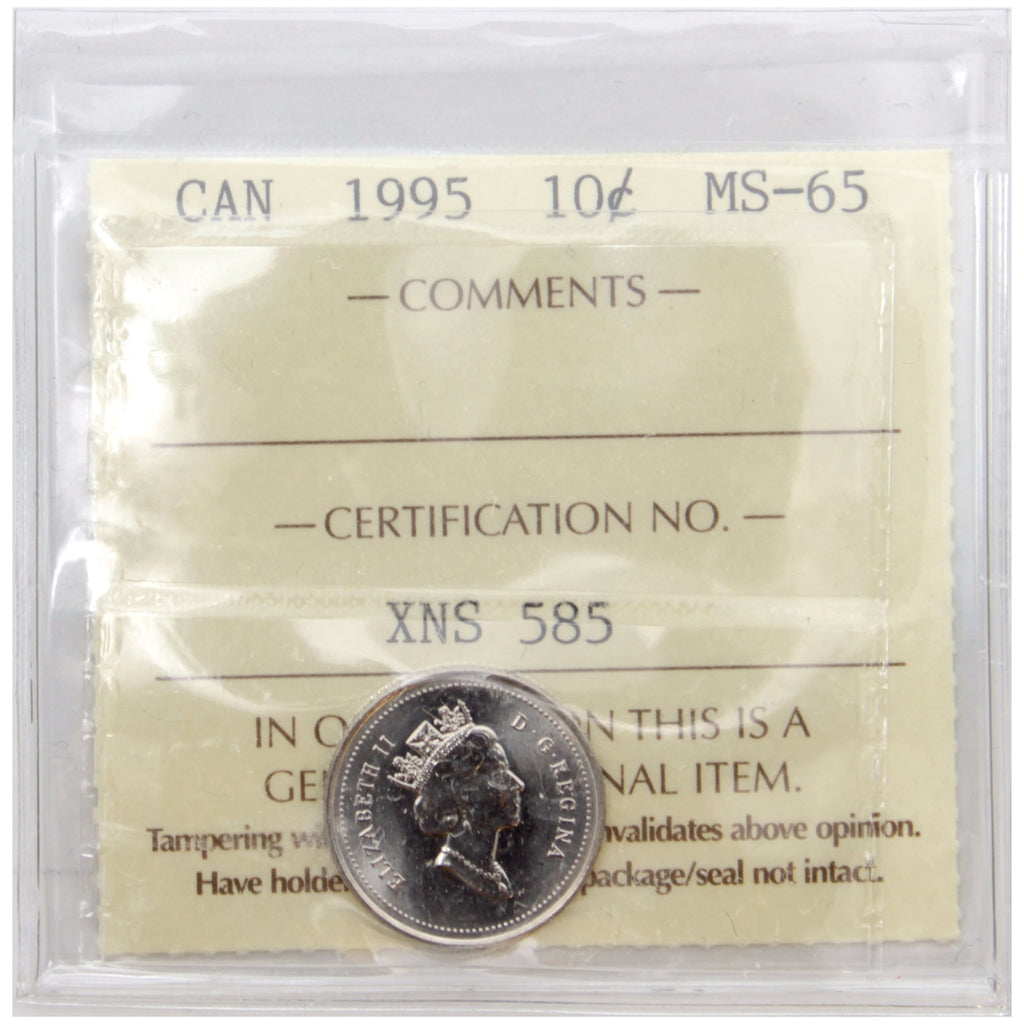 CAN 1995 10¢ MS-65
— COMMENTS —
— CERTIFICATION NO. —
XNS 585
IN O N THIS IS A
GE NAL ITEM.
Tampering w nvalidates above opinion.
Have holde package/seal not intact.
ELIZABETH II D·G·REGINA